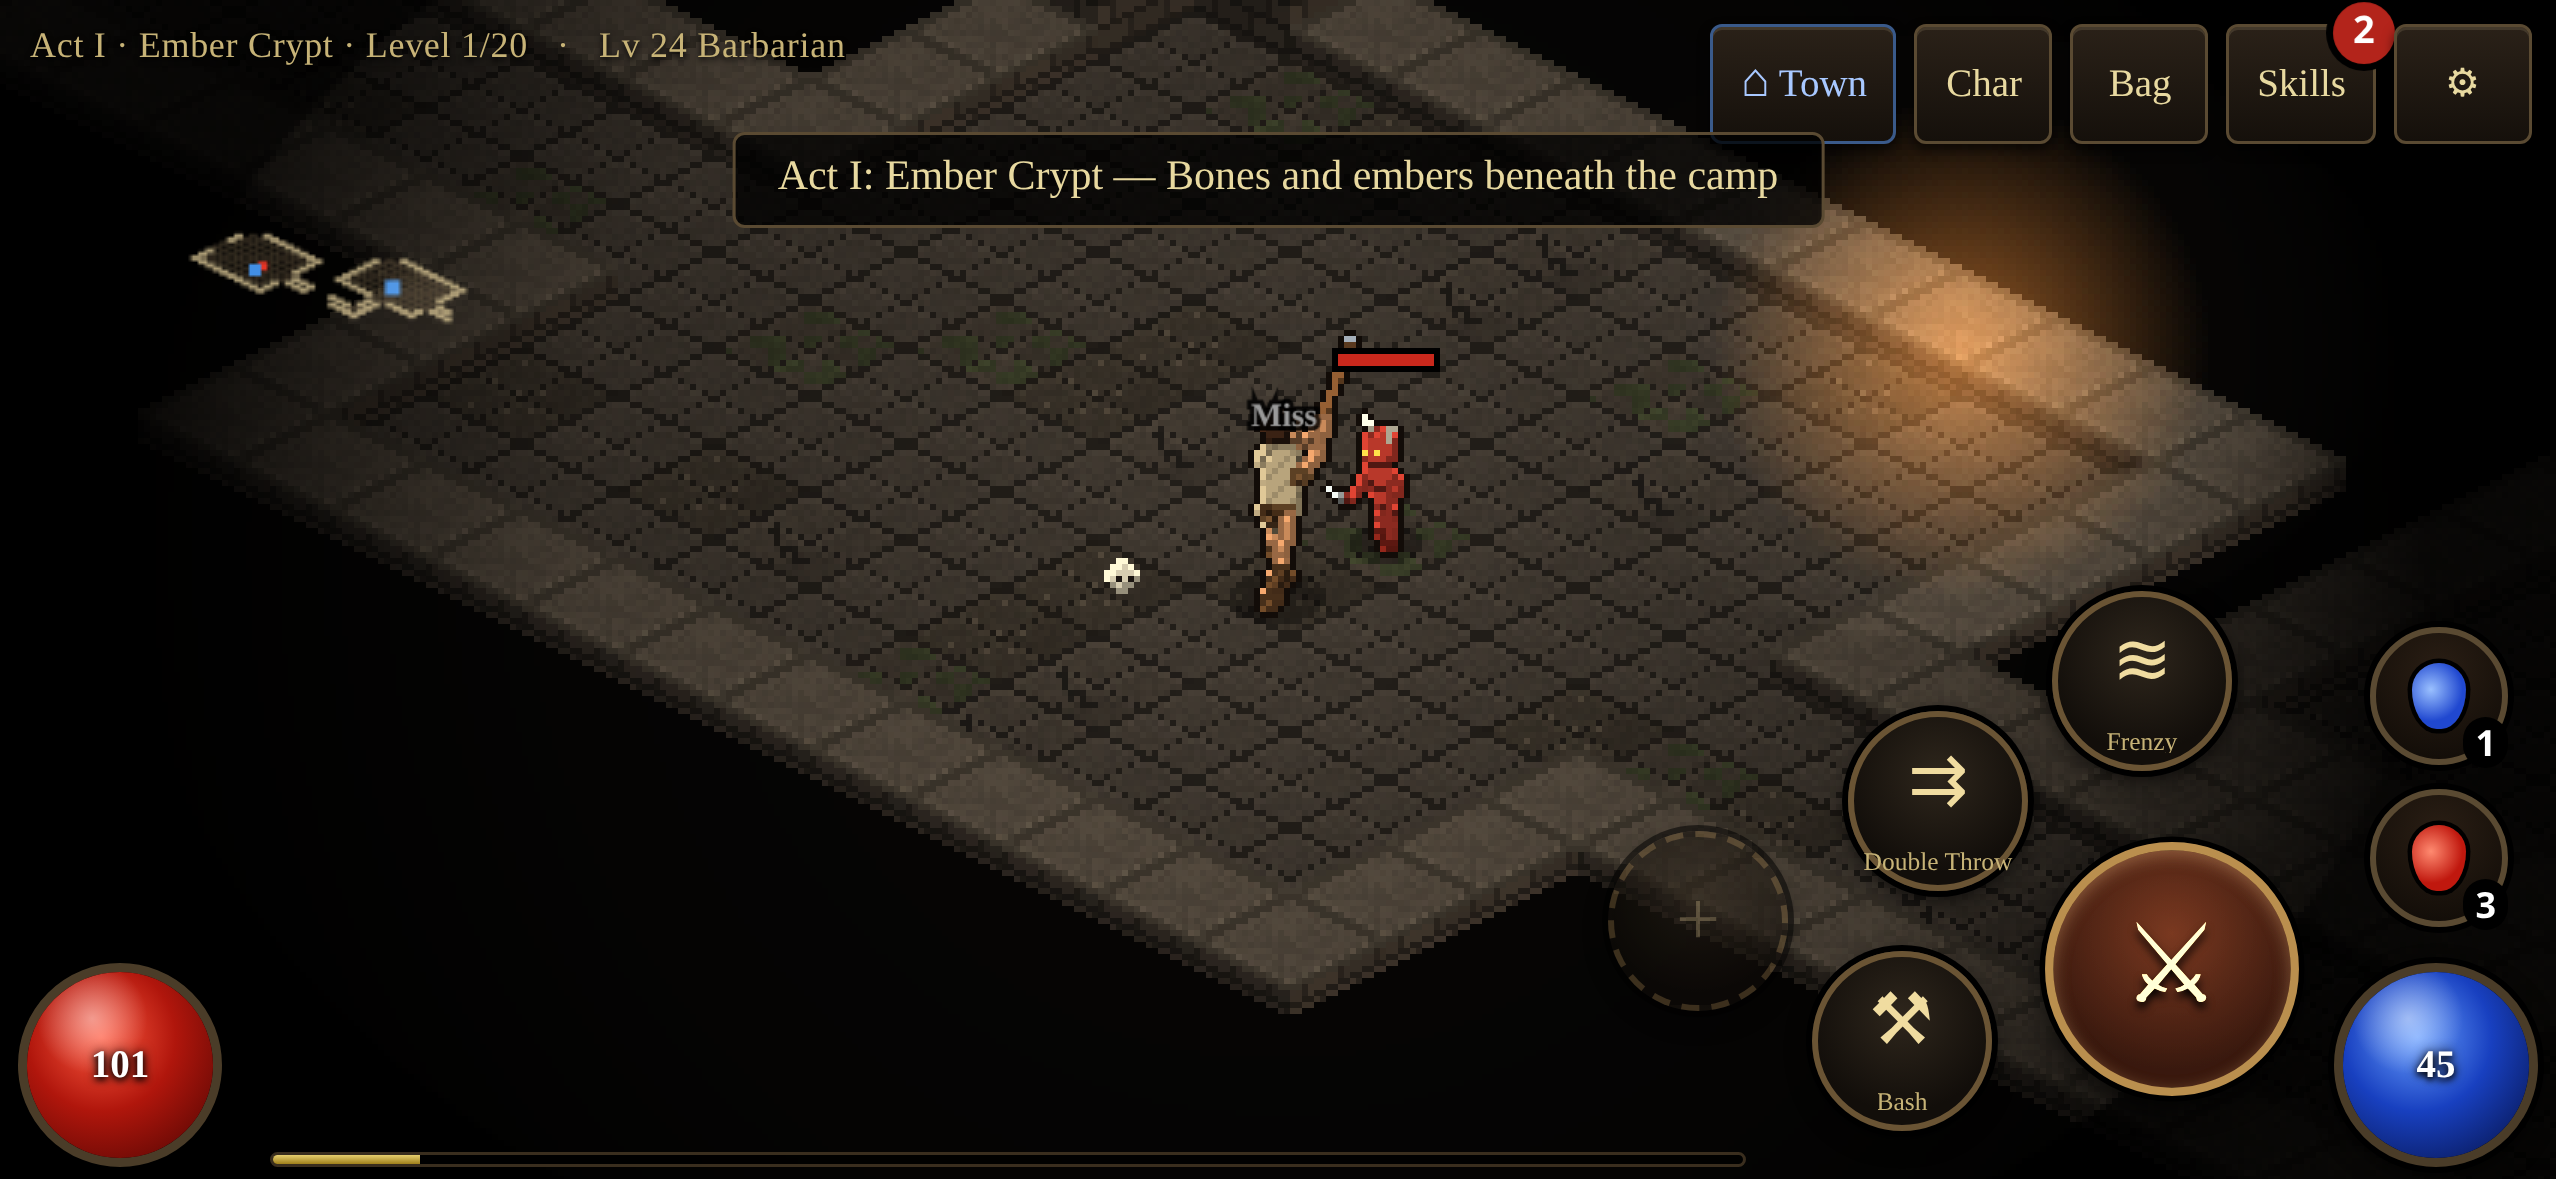 Act I · Ember Crypt · Level 1/20 · Lv 24 Barbarian
Town
Char
Bag
Skills
2
Act I: Ember Crypt — Bones and embers beneath the camp
Miss
Frenzy
1
Double Throw
3
Bash
101
45